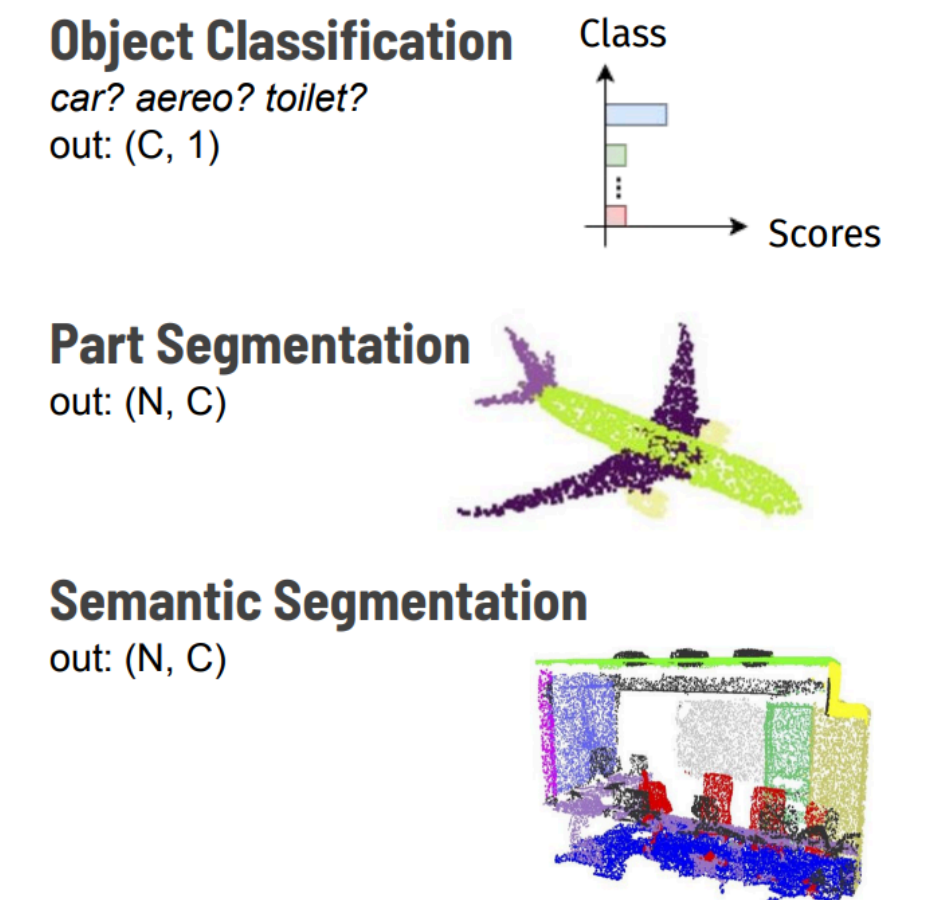 Object Classification
car? aereo? toilet?
out: (C, 1)
Class
Scores
Part Segmentation
out: (N, C)
Semantic Segmentation
out: (N, C)